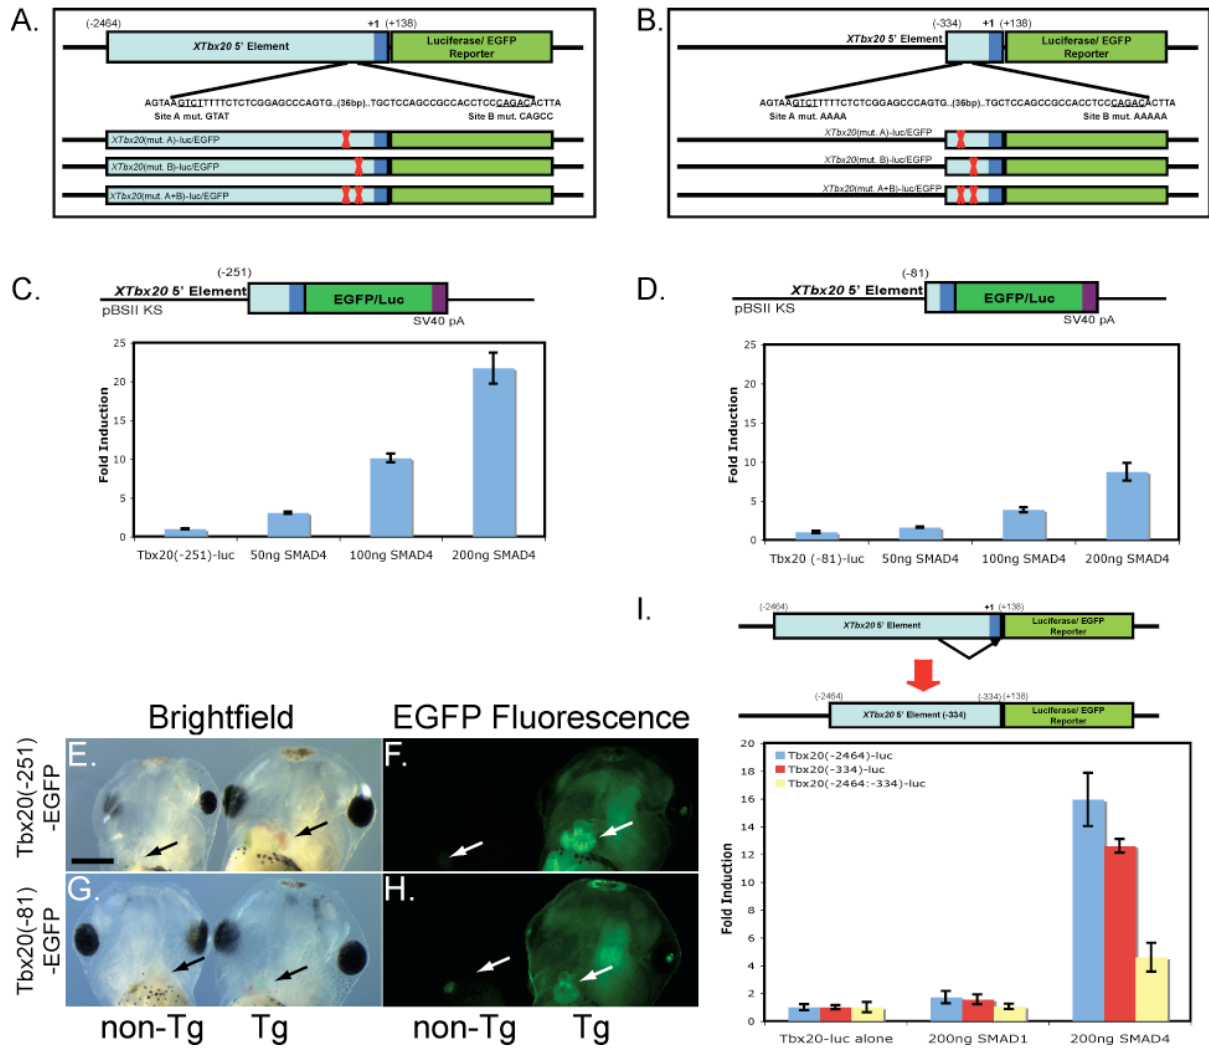 A.
(-2464)
+1
(+138)
XTbx20 5' Element
Luciferase/ EGFP
Reporter
AGTAAGTCTTTTTCTCTCGGAGCCCAGTG..(36bp)..TGCTCCAGCCGCCACCTCCCAGACACTTA
Site A mut. GTAT
Site B mut. CAGCC
XTbx20(mut. A)-luc/EGFP
XTbx20(mut. B)-luc/EGFP
XTbx20(mut. A+B)-luc/EGFP
B.
(-334)
+1
(+138)
XTbx20 5' Element
Luciferase/ EGFP
Reporter
AGTAAGTCTTTTTCTCTCGGAGCCCAGTG..(36bp)..TGCTCCAGCCGCCACCTCCCAGACACTTA
Site A mut. AAAA
Site B mut. AAAAA
XTbx20(mut. A)-luc/EGFP
XTbx20(mut. B)-luc/EGFP
XTbx20(mut. A+B)-luc/EGFP
C.
(-251)
XTbx20 5' Element
EGFP/Luc
pBSII KS
SV40 pA
25
20
15
10
5
0
Fold Induction
Tbx20(-251)-luc
50ng SMAD4
100ng SMAD4
200ng SMAD4
D.
(-81)
XTbx20 5' Element
EGFP/Luc
pBSII KS
SV40 pA
25
20
15
10
5
0
Fold Induction
Tbx20 (-81)-luc
50ng SMAD4
100ng SMAD4
200ng SMAD4
Brightfield
EGFP Fluorescence
Tbx20(-251)
-EGFP
E.
F.
Tbx20(-81)
-EGFP
G.
H.
non-Tg
Tg
non-Tg
Tg
I.
(-2464)
+1
(+138)
XTbx20 5' Element
Luciferase/ EGFP
Reporter
(-2464)
(-334)
(+138)
XTbx20 5' Element (-334)
Luciferase/ EGFP
Reporter
20
18
16
14
12
10
8
6
4
2
0
Fold Induction
Tbx20(-2464)-luc
Tbx20(-334)-luc
Tbx20(-2464:-334)-luc
Tbx20-luc alone
200ng SMAD1
200ng SMAD4